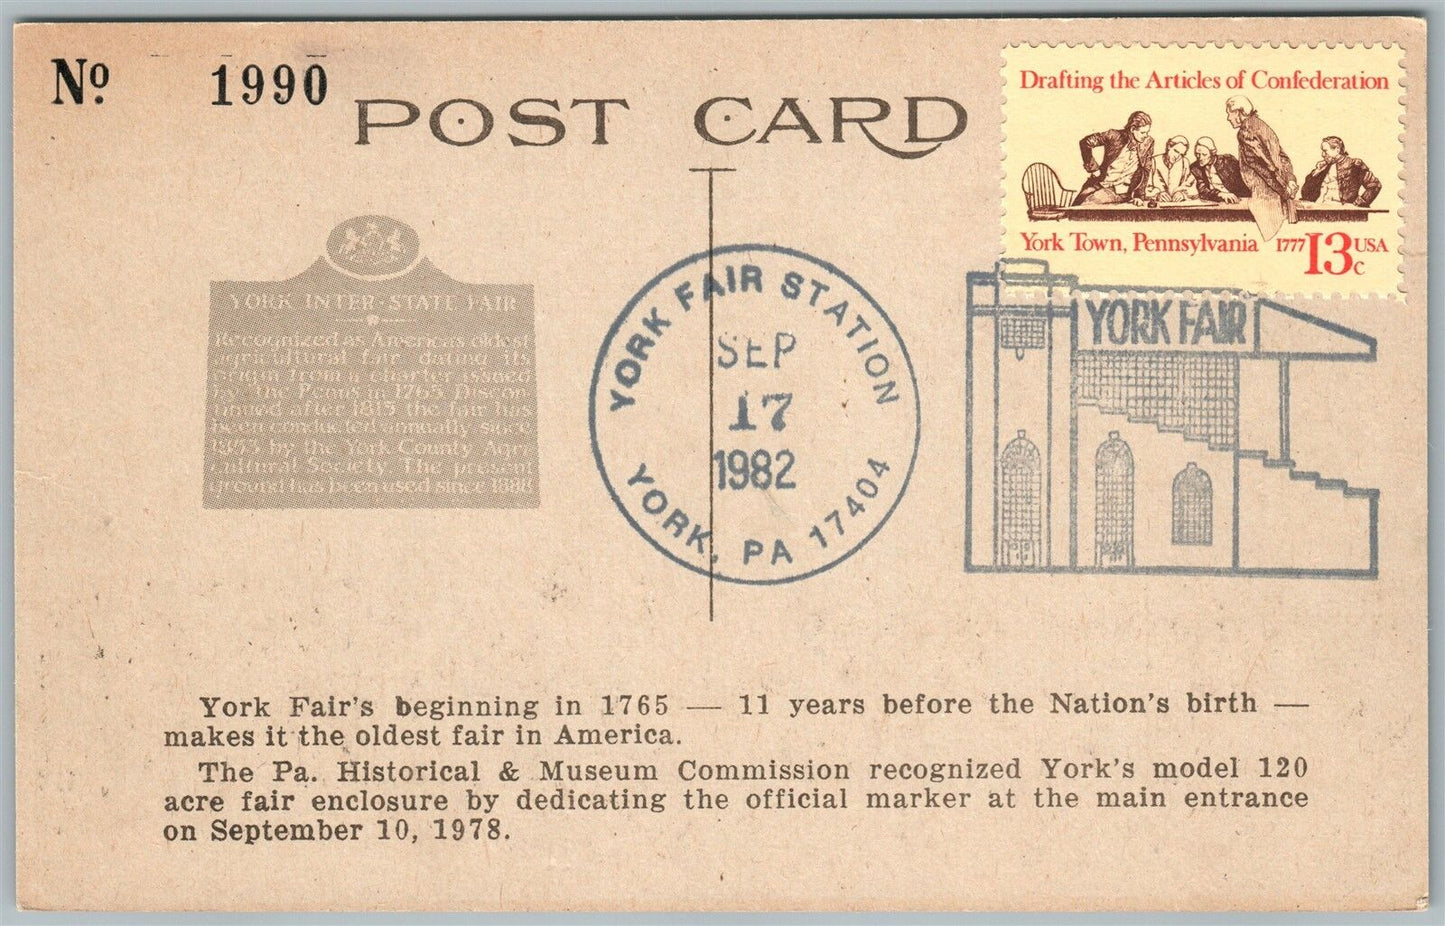 Nº 1990
POST CARD
Drafting the Articles of Confederation
York Town, Pennsylvania 1777 13c USA
YORK INTER-STATE FAIR
Recognized as America's oldest
agricultural fair dating its
origin from a charter issued
by the Penns in 1765. Discon-
tinued after 1815, the fair has
been conducted annually since
1853 by the York County Agri-
cultural Society. The present
ground has been used since 1888
YORK FAIR STATION
SEP
17
1982
YORK, PA 17404
YORK FAIR
York Fair's beginning in 1765 — 11 years before the Nation's birth —
makes it the oldest fair in America.
The Pa. Historical & Museum Commission recognized York's model 120
acre fair enclosure by dedicating the official marker at the main entrance
on September 10, 1978.